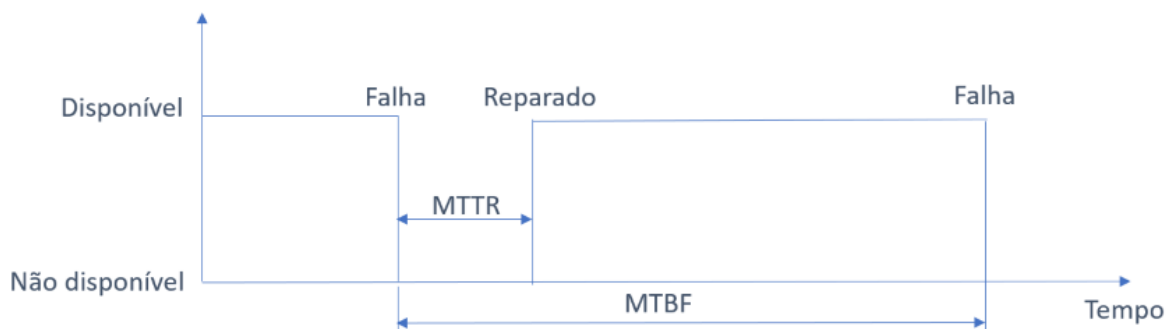 Disponível
Falha
Reparado
Falha
MTTR
Não disponível
MTBF
Tempo